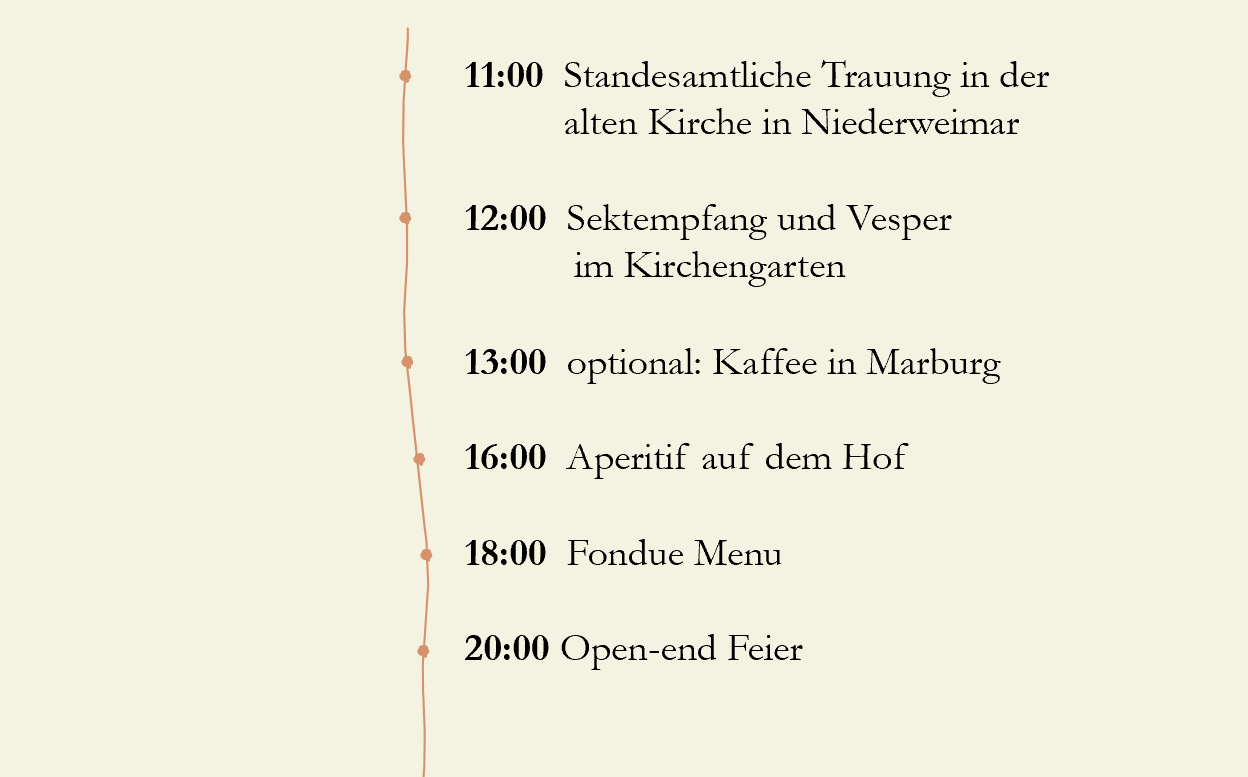 11:00 Standesamtliche Trauung in der
alten Kirche in Niederweimar
12:00 Sektempfang und Vesper
im Kirchengarten
13:00 optional: Kaffee in Marburg
16:00 Aperitif auf dem Hof
18:00 Fondue Menu
20:00 Open-end Feier